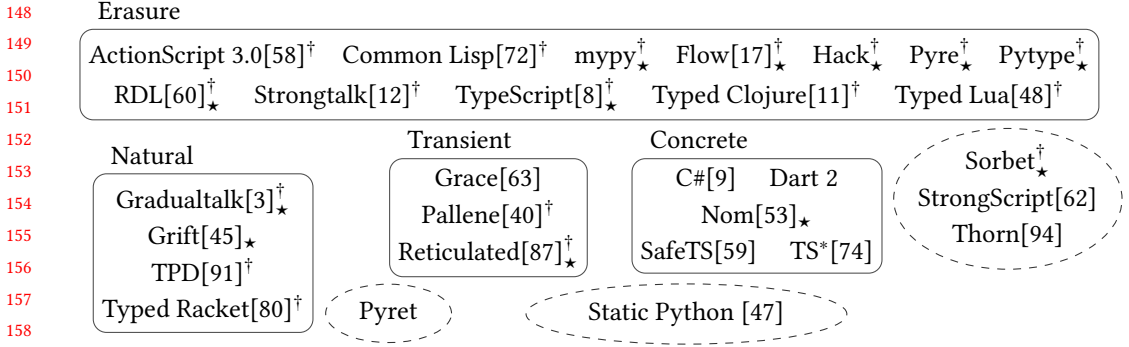 148 Erasure
149 ActionScript 3.0[58]† Common Lisp[72]† mypy†★ Flow[17]†★ Hack†★ Pyre†★ Pytype†★
150
151 RDL[60]†★ Strongtalk[12]† TypeScript[8]†★ Typed Clojure[11]† Typed Lua[48]†
152 Transient Concrete
153 Natural Grace[63] C#[9] Dart 2 Sorbet†★
154 Gradualtalk[3]†★ Pallene[40]† Nom[53]★ StrongScript[62]
155 Grift[45]★ Reticulated[87]†★ SafeTS[59] TS*[74] Thorn[94]
156 TPD[91]†
157 Typed Racket[80]† Pyret Static Python [47]
158